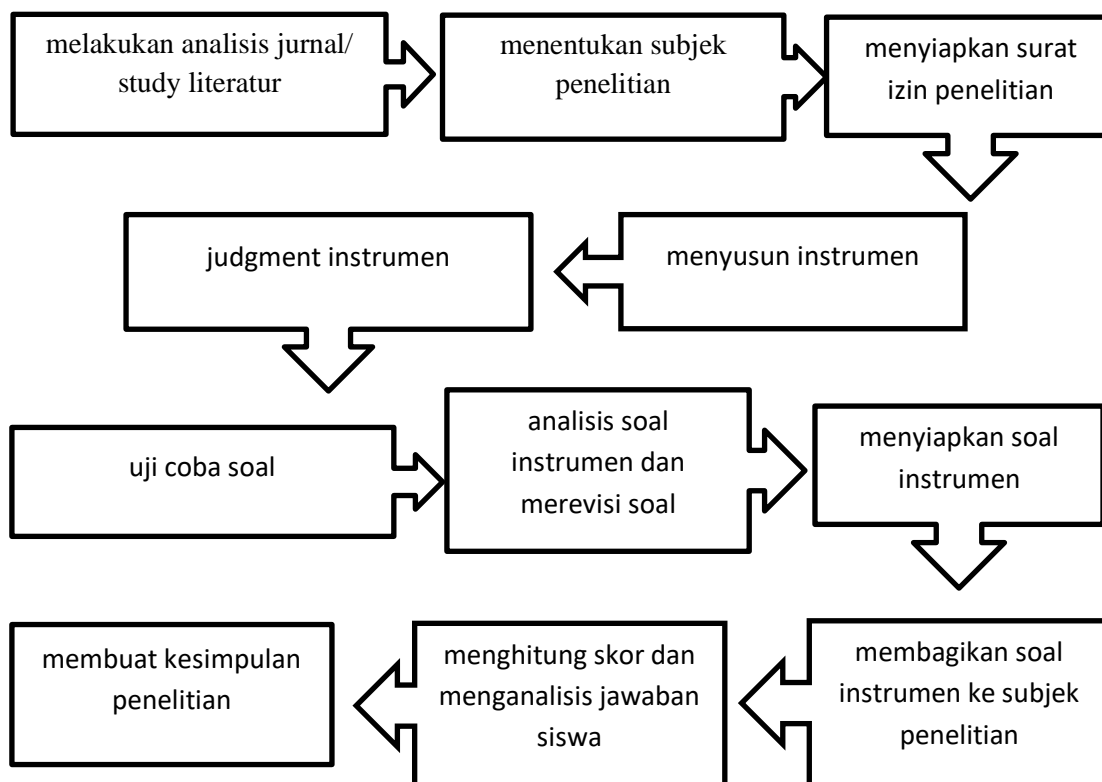 melakukan analisis jurnal/
study literatur
menentukan subjek
penelitian
menyiapkan surat
izin penelitian
menyusun instrumen
judgment instrumen
uji coba soal
analisis soal
instrumen dan
merevisi soal
menyiapkan soal
instrumen
membagikan soal
instrumen ke subjek
penelitian
menghitung skor dan
menganalisis jawaban
siswa
membuat kesimpulan
penelitian